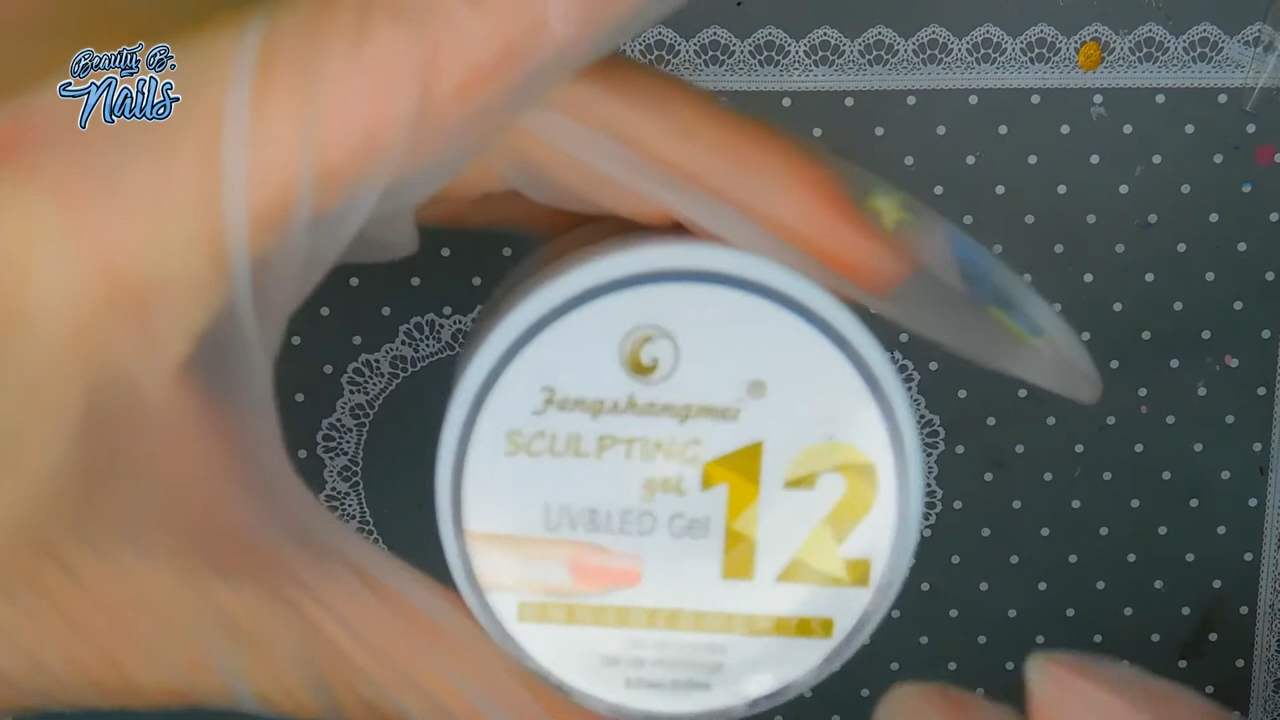 Beauty B.
Nails
Fengshangmei ®
SCULPTING
gel
UV&LED Gel
12